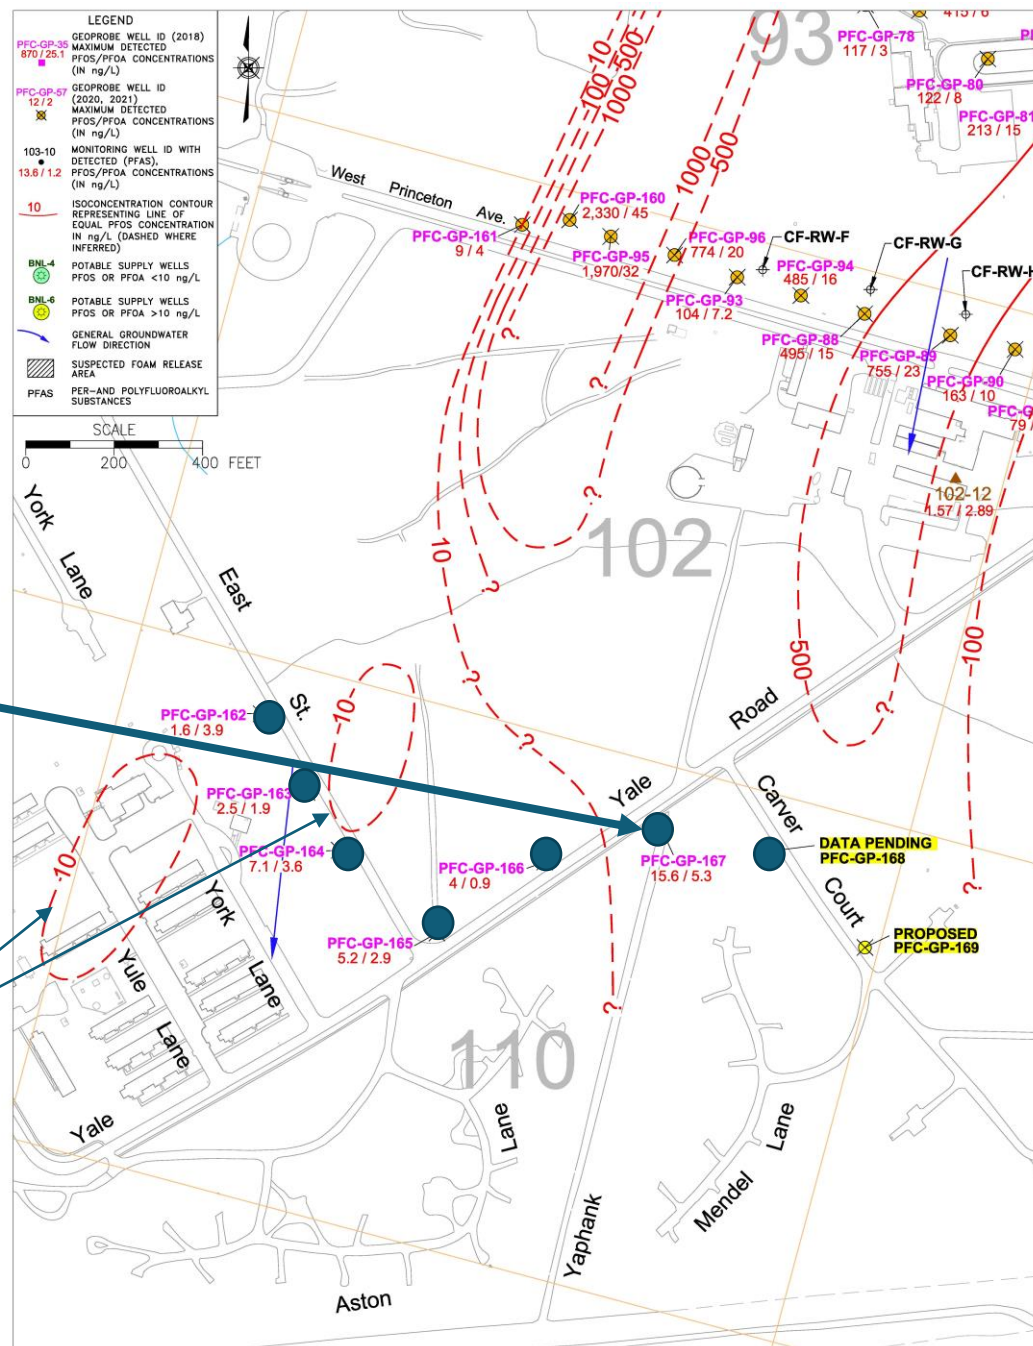 LEGEND
PFC-GP-35
870 / 25.1
GEOPROBE WELL ID (2018)
MAXIMUM DETECTED
PFOS/PFOA CONCENTRATIONS
(IN ng/L)
PFC-GP-57
12 / 2
GEOPROBE WELL ID
(2020, 2021)
MAXIMUM DETECTED
PFOS/PFOA CONCENTRATIONS
(IN ng/L)
103-10
13.6 / 1.2
MONITORING WELL ID WITH
DETECTED (PFAS),
PFOS/PFOA CONCENTRATIONS
(IN ng/L)
10
ISOCONCENTRATION CONTOUR
REPRESENTING LINE OF
EQUAL PFOS CONCENTRATION
IN ng/L (DASHED WHERE
INFERRED)
BNL-4
POTABLE SUPPLY WELLS
PFOS OR PFOA <10 ng/L
BNL-6
POTABLE SUPPLY WELLS
PFOS OR PFOA >10 ng/L
GENERAL GROUNDWATER
FLOW DIRECTION
SUSPECTED FOAM RELEASE
AREA
PFAS
PER-AND POLYFLUOROALKYL
SUBSTANCES
SCALE
0 200 400 FEET
93
415 / 6
PFC-GP-78
117 / 3
PFC-GP-80
122 / 8
PFC-GP-81
213 / 15
10
100
500
1000
1000
500
West Princeton Ave.
PFC-GP-160
2,330 / 45
PFC-GP-161
9 / 4
PFC-GP-95
1,970/32
PFC-GP-96
774 / 20
CF-RW-F
PFC-GP-94
485 / 16
CF-RW-G
CF-RW-H
PFC-GP-93
104 / 7.2
PFC-GP-88
495 / 15
PFC-GP-89
755 / 23
PFC-GP-90
163 / 10
79 /
?
?
?
?
102-12
1.57 / 2.89
102
10
York Lane
East St.
500
100
?
?
?
?
PFC-GP-162
1.6 / 3.9
10
PFC-GP-163
2.5 / 1.9
PFC-GP-164
7.1 / 3.6
10
Yale Road
Carver Court
PFC-GP-166
4 / 0.9
PFC-GP-167
15.6 / 5.3
DATA PENDING
PFC-GP-168
PFC-GP-165
5.2 / 2.9
PROPOSED
PFC-GP-169
?
?
York Lane
Yule Lane
110
Yale
Lane
Yaphank
Mendel Lane
Aston